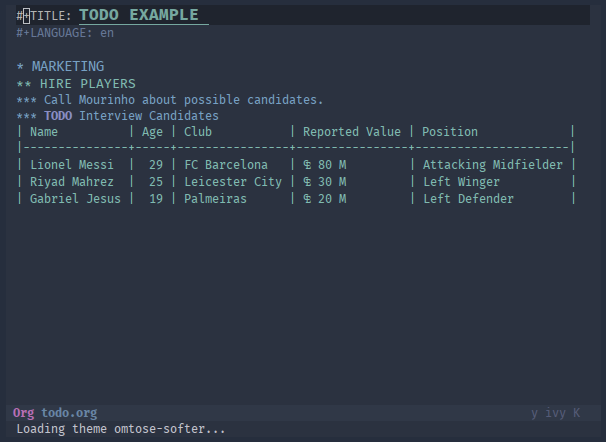 #+TITLE: TODO EXAMPLE
#+LANGUAGE: en
* MARKETING
** HIRE PLAYERS
*** Call Mourinho about possible candidates.
*** TODO Interview Candidates
| Name          | Age | Club           | Reported Value | Position             |
|---------------+-----+----------------+----------------+----------------------|
| Lionel Messi  |  29 | FC Barcelona   | ₠ 80 M         | Attacking Midfielder |
| Riyad Mahrez  |  25 | Leicester City | ₠ 30 M         | Left Winger          |
| Gabriel Jesus |  19 | Palmeiras      | ₠ 20 M         | Left Defender        |
Org todo.org y ivy K
Loading theme omtose-softer...